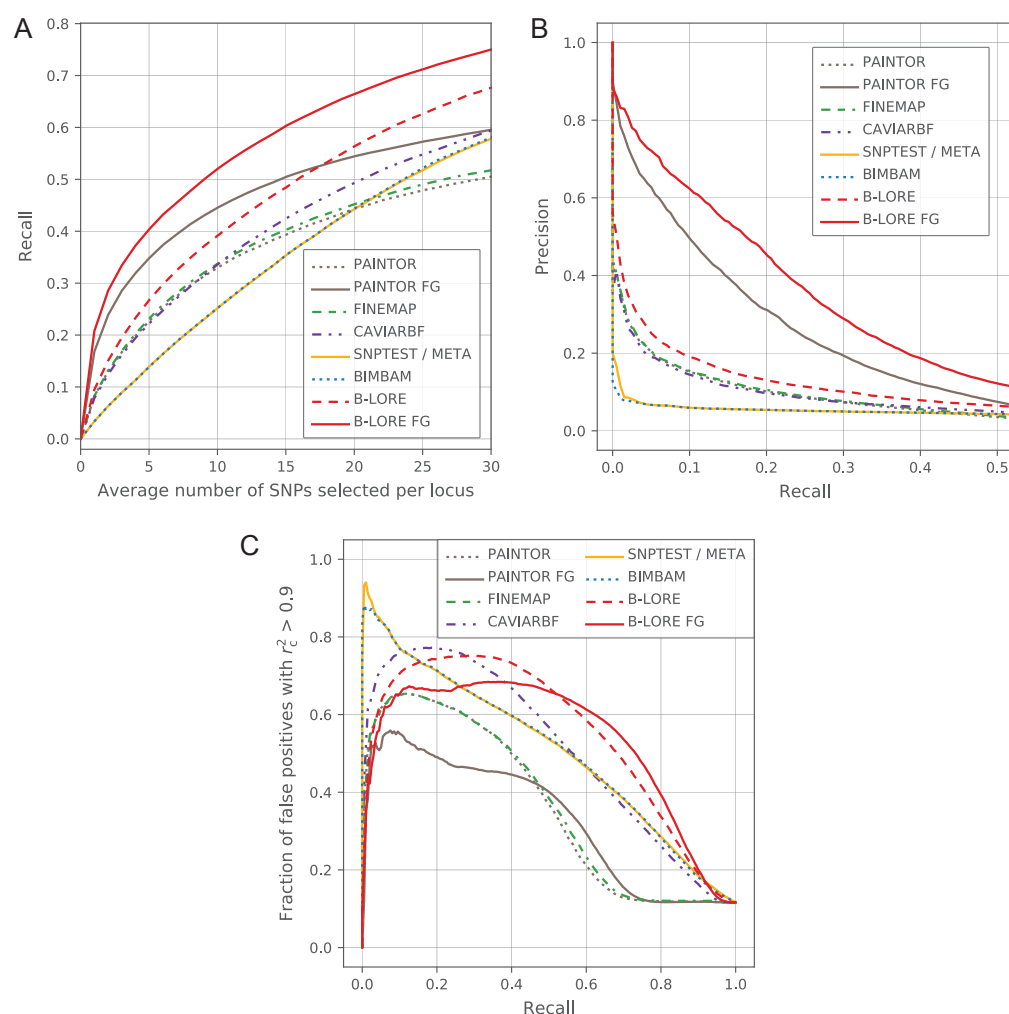 A
Recall
0.8
0.7
0.6
0.5
0.4
0.3
0.2
0.1
0.0
PAINTOR
PAINTOR FG
FINEMAP
CAVIARBF
SNPTEST / META
BIMBAM
B-LORE
B-LORE FG
0 5 10 15 20 25 30
Average number of SNPs selected per locus
B
Precision
1.0
0.8
0.6
0.4
0.2
0.0
PAINTOR
PAINTOR FG
FINEMAP
CAVIARBF
SNPTEST / META
BIMBAM
B-LORE
B-LORE FG
0.0 0.1 0.2 0.3 0.4 0.5
Recall
C
Fraction of false positives with r_c^2 > 0.9
1.0
0.8
0.6
0.4
0.2
0.0
PAINTOR SNPTEST / META
PAINTOR FG BIMBAM
FINEMAP B-LORE
CAVIARBF B-LORE FG
0.0 0.2 0.4 0.6 0.8 1.0
Recall